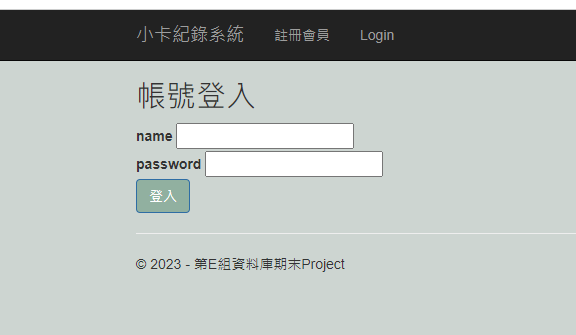 小卡紀錄系統 註冊會員 Login
帳號登入
name
password
登入
© 2023 - 第E組資料庫期末Project